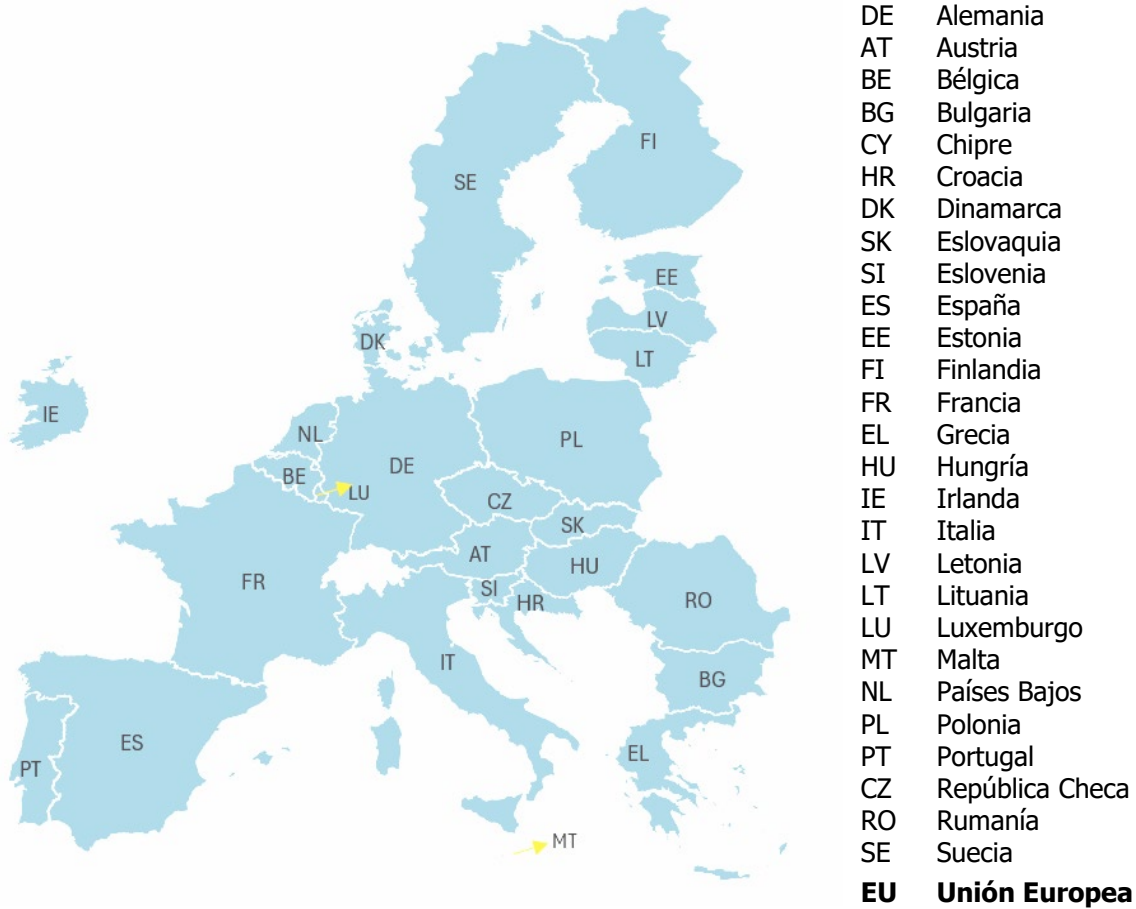 FI
SE
EE
LV
DK
LT
IE
NL
PL
DE
BE
LU
CZ
SK
AT
HU
FR
SI
HR
RO
IT
BG
ES
EL
PT
MT
DE Alemania
AT Austria
BE Bélgica
BG Bulgaria
CY Chipre
HR Croacia
DK Dinamarca
SK Eslovaquia
SI Eslovenia
ES España
EE Estonia
FI Finlandia
FR Francia
EL Grecia
HU Hungría
IE Irlanda
IT Italia
LV Letonia
LT Lituania
LU Luxemburgo
MT Malta
NL Países Bajos
PL Polonia
PT Portugal
CZ República Checa
RO Rumanía
SE Suecia
EU Unión Europea